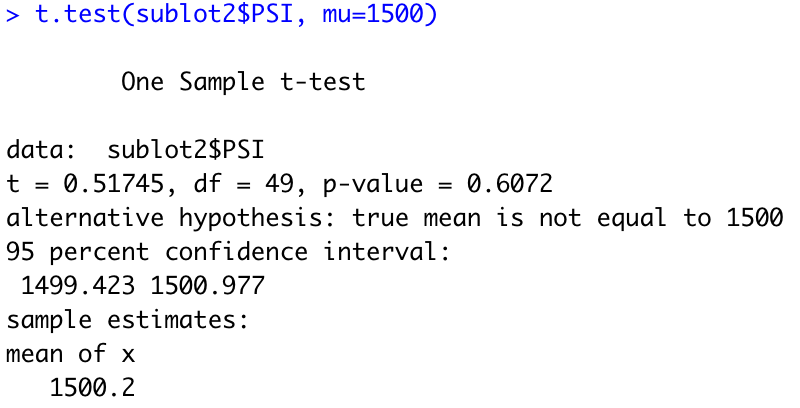 > t.test(sublot2$PSI, mu=1500)
One Sample t-test
data:  sublot2$PSI
t = 0.51745, df = 49, p-value = 0.6072
alternative hypothesis: true mean is not equal to 1500
95 percent confidence interval:
1499.423 1500.977
sample estimates:
mean of x
1500.2